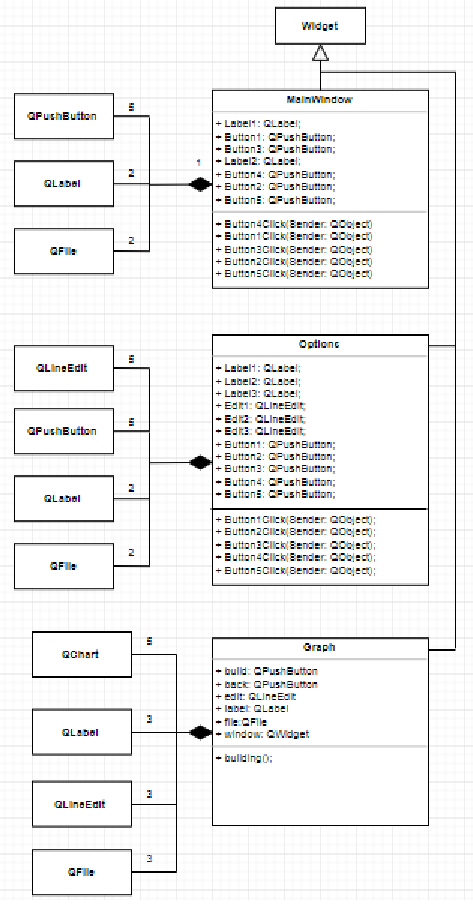 Widget
MainWindow
+ Label1: QLabel;
+ Button1: QPushButton;
+ Button3: QPushButton;
+ Label2: QLabel;
+ Button4: QPushButton;
+ Button2: QPushButton;
+ Button5: QPushButton;
+ Button4Click(Sender: QObject)
+ Button1Click(Sender: QObject)
+ Button3Click(Sender: QObject)
+ Button2Click(Sender: QObject)
+ Button5Click(Sender: QObject)
QPushButton
5
QLabel
2
1
QFile
2
Options
+ Label1: QLabel;
+ Label2: QLabel;
+ Label3: QLabel;
+ Edit1: QLineEdit;
+ Edit2: QLineEdit;
+ Edit3: QLineEdit;
+ Button1: QPushButton;
+ Button2: QPushButton;
+ Button3: QPushButton;
+ Button4: QPushButton;
+ Button5: QPushButton;
+ Button1Click(Sender: QObject);
+ Button2Click(Sender: QObject);
+ Button3Click(Sender: QObject);
+ Button4Click(Sender: QObject);
+ Button5Click(Sender: QObject);
QLineEdit
5
QPushButton
5
QLabel
2
QFile
2
Graph
+ build: QPushButton
+ back: QPushButton
+ edit: QLineEdit
+ label: QLabel
+ file:QFile
+ window: QWidget
+ building();
QChart
5
QLabel
3
QLineEdit
3
QFile
3